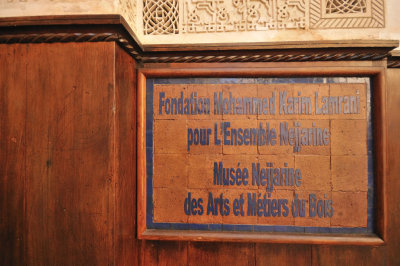 Fondation Mohammed Karim Lamrani
pour L'Ensemble Nejjarine
Musée Nejjarine
des Arts et Métiers du Bois